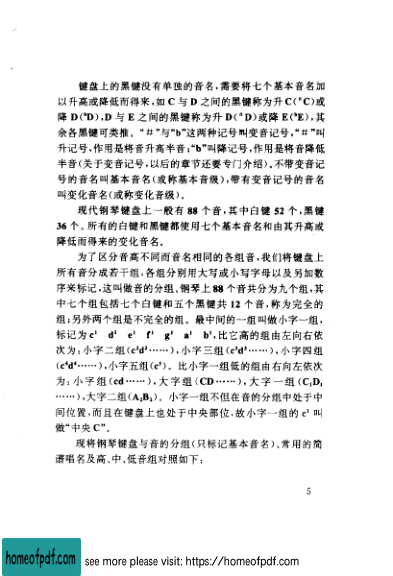 键盘上的黑键没有单独的音名,需要将七个基本音名加
以升高或降低而得来,如 C 与 D 之间的黑键称为升 C(#C)或
降 D(bD),D 与 E 之间的黑键称为升 D(#D)或降 E(bE),其
余各黑键可类推。“#”与“b”这两种记号叫变音记号,“#”叫
升记号,作用是将音升高半音;“b”叫降记号,作用是将音降低
半音(关于变音记号,以后的章节还要专门介绍)。不带变音记
号的音名叫基本音名(或称基本音级),带有变音记号的音名
叫变化音名(或称变化音级)。
现代钢琴键盘上一般有 88 个音,其中白键 52 个,黑键
36 个。所有的白键和黑键都使用七个基本音名和由其升高或
降低而得来的变化音名。
为了区分音高不同而音名相同的各组音,我们将键盘上
所有音分成若干组,各组分别用大写或小写字母以及另加数
序来标记,这叫做音的分组。钢琴上 88 个音共分为九个组,其
中七个组包括七个白键和五个黑键共 12 个音,称为完全的
组;另外两个组是不完全的组。最中间的一组叫做小字一组,
标记为 c¹ d¹ e¹ f¹ g¹ a¹ b¹,比它高的组由左向右依
次为:小字二组(c²d²……),小字三组(c³d³……),小字四组
(c⁴d⁴……),小字五组(c⁵)。比小字一组低的组由右向左依次
为:小字组(cd……),大字组(CD……),大字一组(C₁D₁
……),大字二组(A₂B₂)。小字一组不但在音的分组中处于中
间位置,而且在键盘上也处于中央部位,故小字一组的 c¹ 叫
做“中央 C”。
现将钢琴键盘与音的分组(只标记基本音名)、常用的简
谱唱名及高、中、低音组对照如下:
5
homeofpdf.com
see more please visit: https://homeofpdf.com